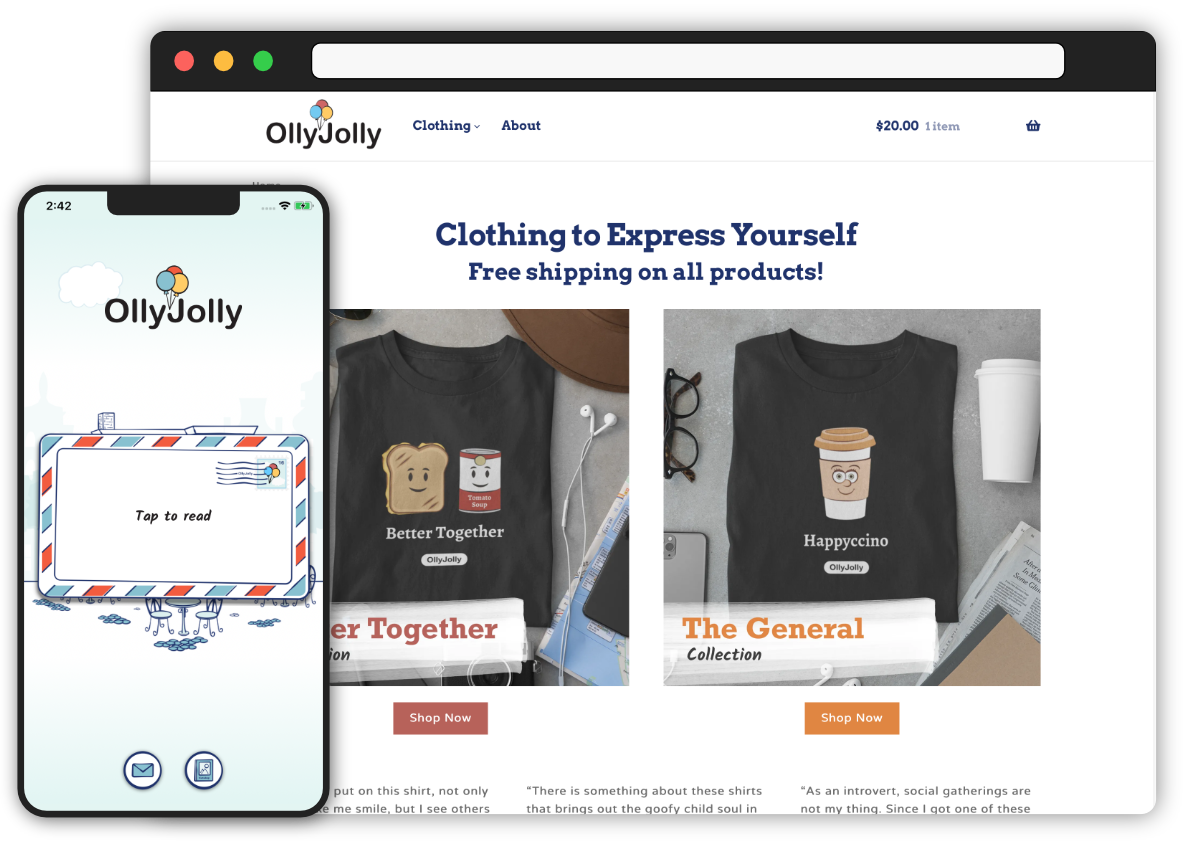 OllyJolly
Clothing
About
$20.00 1 item
Home
Clothing to Express Yourself
Free shipping on all products!
2:42
OllyJolly
OllyJolly
10
Tap to read
Tomato
Soup
Better Together
OllyJolly
er Together
ion
Shop Now
Happyccino
OllyJolly
The General
Collection
Shop Now
put on this shirt, not only
ke me smile, but I see others
“There is something about these shirts
that brings out the goofy child soul in
“As an introvert, social gatherings are
not my thing. Since I got one of these